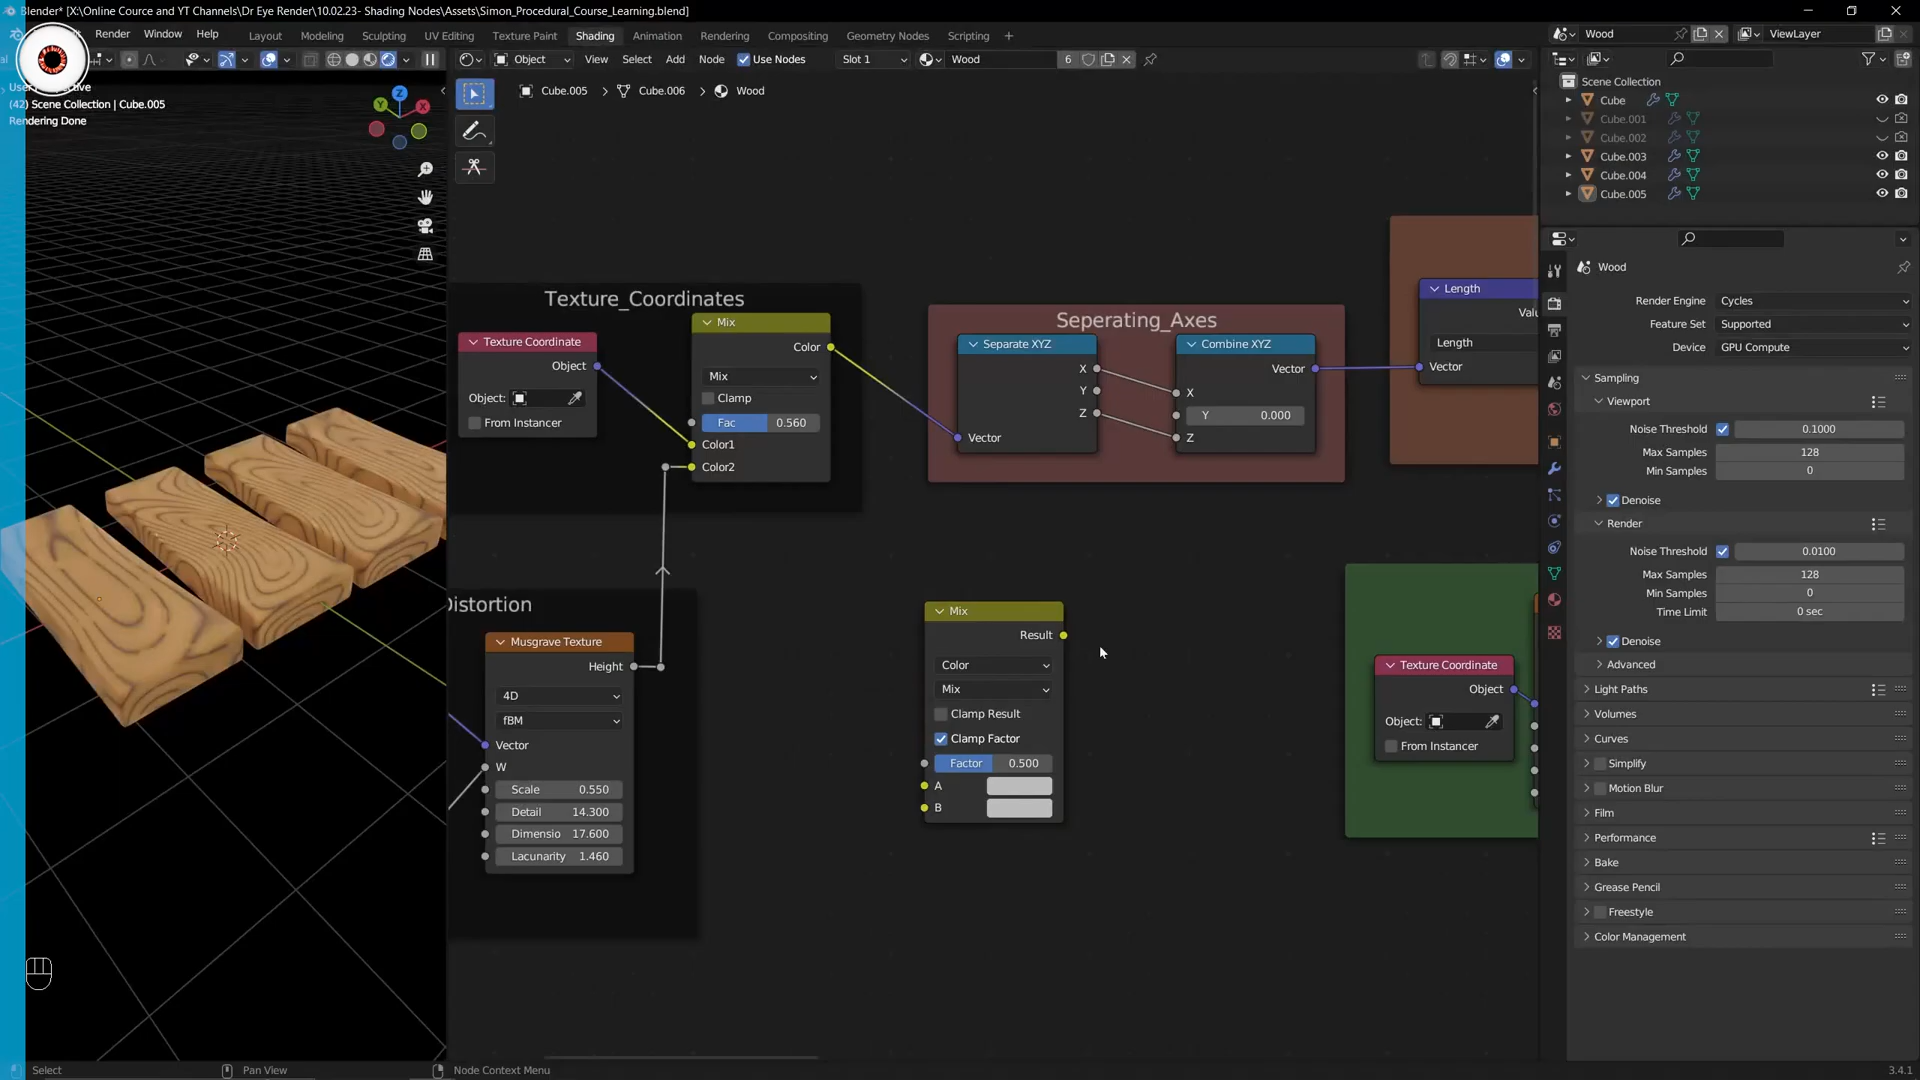 Blender* [X:\Online Cource and YT Channels\Dr Eye Render\10.02.23- Shading Nodes\Assets\Simon_Procedural_Course_Learning.blend]
Render Window Help Layout Modeling Sculpting UV Editing Texture Paint Shading Animation Rendering Compositing Geometry Nodes Scripting + Wood ViewLayer
Object View Select Add Node Use Nodes Slot 1 Wood 6
(42) Scene Collection | Cube.005
Rendering Done
Z
Y
X
Cube.005 > Cube.006 > Wood
Scene Collection
Cube
Cube.001
Cube.002
Cube.003
Cube.004
Cube.005
Texture_Coordinates
Texture Coordinate
Object
Object:
From Instancer
Mix
Color
Mix
Clamp
Fac 0.560
Color1
Color2
Seperating_Axes
Separate XYZ
X
Y
Z
Vector
Combine XYZ
Vector
X
Y 0.000
Z
Length
Valu
Length
Vector
Distortion
Musgrave Texture
Height
4D
fBM
Vector
W
Scale 0.550
Detail 14.300
Dimensio 17.600
Lacunarity 1.460
Mix
Result
Color
Mix
Clamp Result
Clamp Factor
Factor 0.500
A
B
Texture Coordinate
Object
Object:
From Instancer
Wood
Render Engine Cycles
Feature Set Supported
Device GPU Compute
Sampling
Viewport
Noise Threshold 0.1000
Max Samples 128
Min Samples 0
Denoise
Render
Noise Threshold 0.0100
Max Samples 128
Min Samples 0
Time Limit 0 sec
Denoise
Advanced
Light Paths
Volumes
Curves
Simplify
Motion Blur
Film
Performance
Bake
Grease Pencil
Freestyle
Color Management
Select Pan View Node Context Menu 3.4.1